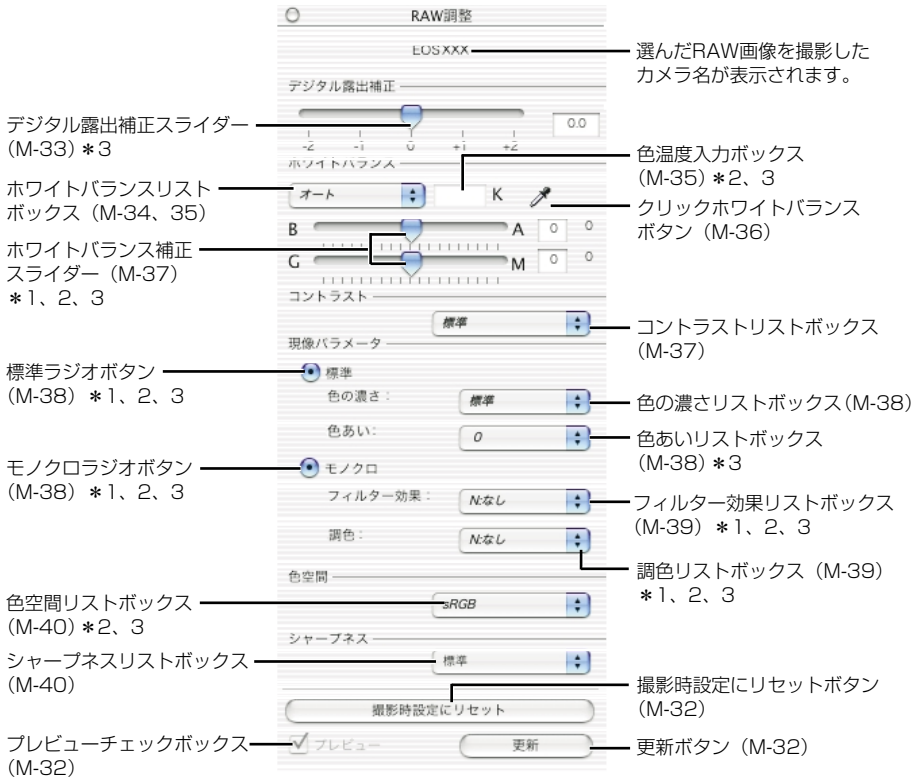 RAW調整
EOSXXX
選んだRAW画像を撮影した
カメラ名が表示されます。
デジタル露出補正
デジタル露出補正スライダー
(M-33)＊3
0.0
-2 -1 0 +1 +2
ホワイトバランス
色温度入力ボックス
(M-35)＊2、3
ホワイトバランスリスト
ボックス（M-34、35）
オート
K
クリックホワイトバランス
ボタン（M-36）
B
A
0
0
ホワイトバランス補正
スライダー（M-37）
＊1、2、3
G
M
0
0
コントラスト
標準
コントラストリストボックス
(M-37)
現像パラメータ
標準ラジオボタン
(M-38）＊1、2、3
標準
色の濃さ：
標準
色の濃さリストボックス(M-38)
色あい：
0
色あいリストボックス
(M-38）＊3
モノクロラジオボタン
(M-38）＊1、2、3
モノクロ
フィルター効果：
N:なし
フィルター効果リストボックス
（M-39）＊1、2、3
調色：
N:なし
調色リストボックス（M-39）
＊1、2、3
色空間
色空間リストボックス
(M-40)＊2、3
sRGB
シャープネス
シャープネスリストボックス
(M-40)
標準
撮影時設定にリセットボタン
(M-32)
撮影時設定にリセット
プレビューチェックボックス
(M-32)
プレビュー
更新
更新ボタン（M-32）